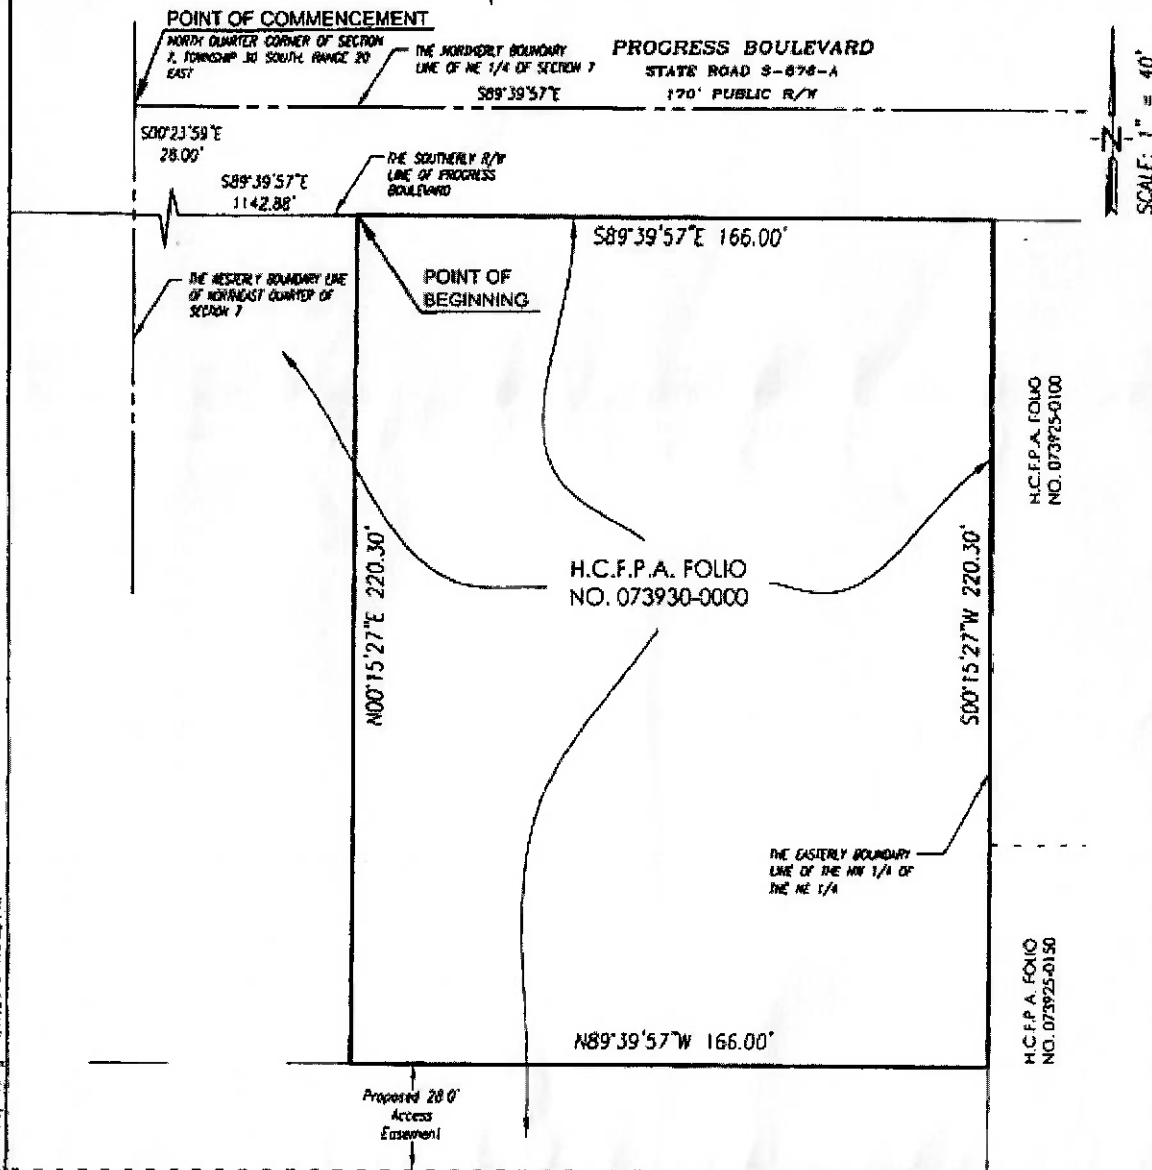 POINT OF COMMENCEMENT
NORTH QUARTER CORNER OF SECTION
7, TOWNSHIP 30 SOUTH, RANGE 20
EAST
THE NORTHERLY BOUNDARY
LINE OF NE 1/4 OF SECTION 7
S89°39'57"E
PROGRESS BOULEVARD
STATE ROAD S-676-A
170' PUBLIC R/W
-N-
SCALE: 1" = 40'
S00°23'59"E
28.00'
S89°39'57"E
1142.88'
THE SOUTHERLY R/W
LINE OF PROGRESS
BOULEVARD
S89°39'57"E 166.00'
THE WESTERLY BOUNDARY LINE
OF NORTHEAST QUARTER OF
SECTION 7
POINT OF
BEGINNING
H.C.F.P.A. FOLIO
NO. 073925-0100
N00°15'27"E 220.30'
H.C.F.P.A. FOLIO
NO. 073930-0000
S00°15'27"W 220.30'
THE EASTERLY BOUNDARY
LINE OF THE NW 1/4 OF
THE NE 1/4
H.C.F.P.A. FOLIO
NO. 073925-0150
N89°39'57"W 166.00'
Proposed 28.0'
Access
Easement